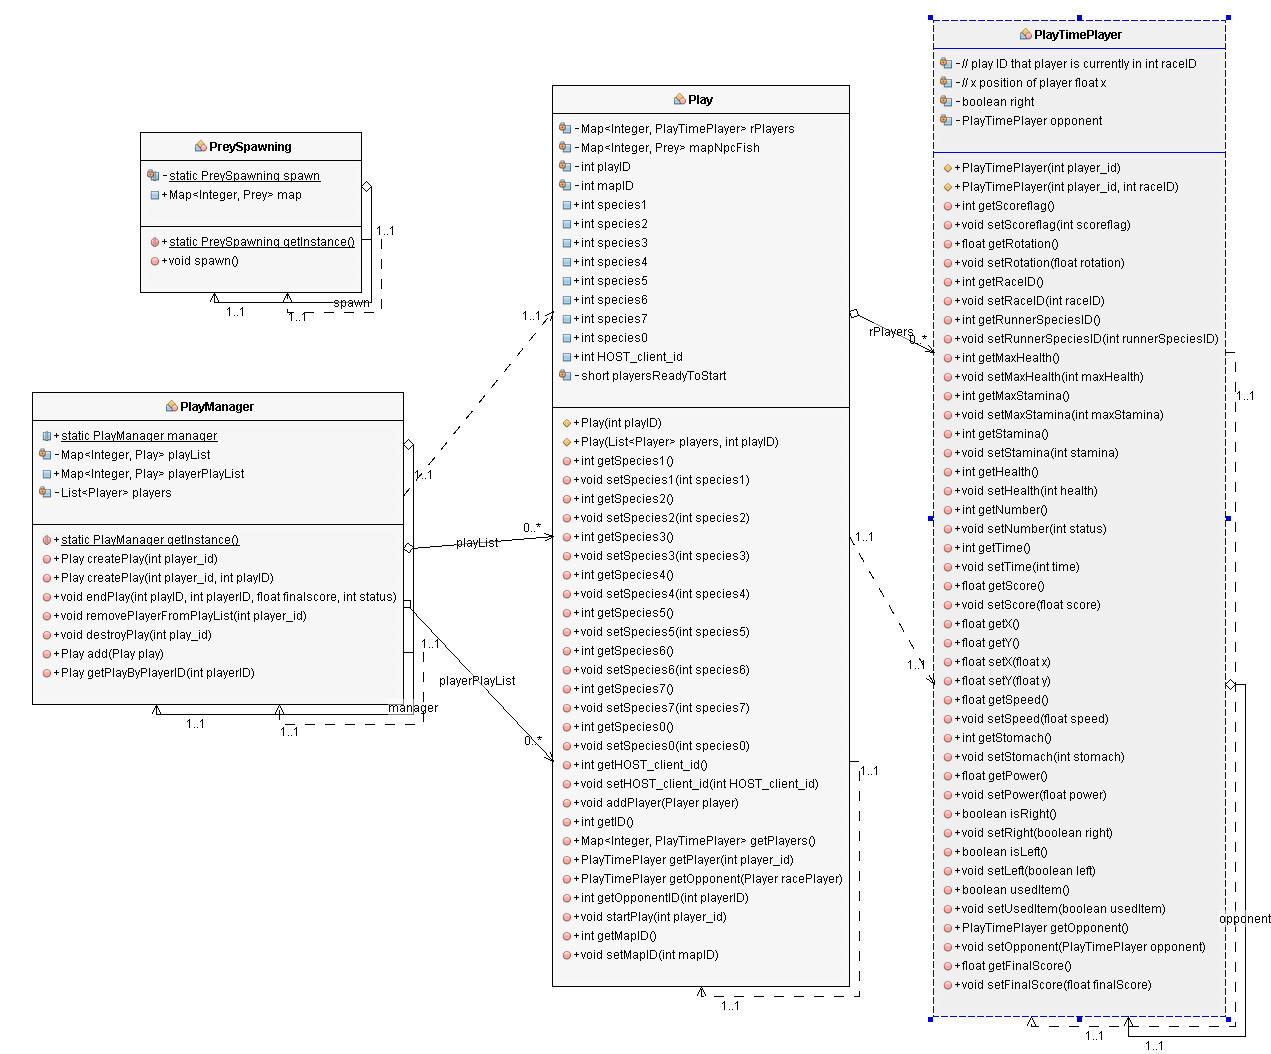 PreySpawning
-static PreySpawning spawn
+Map<Integer, Prey> map
+static PreySpawning getInstance()
+void spawn()
1..1
spawn
1..1
1..1
PlayManager
+static PlayManager manager
-Map<Integer, Play> playList
+Map<Integer, Play> playerPlayList
-List<Player> players
+static PlayManager getInstance()
+Play createPlay(int player_id)
+Play createPlay(int player_id, int playID)
+void endPlay(int playID, int playerID, float finalscore, int status)
+void removePlayerFromPlayList(int player_id)
+void destroyPlay(int play_id)
+Play add(Play play)
+Play getPlayByPlayerID(int playerID)
1..1
1..1
0..*
playList
1..1
playerPlayList
manager
0..*
1..1
1..1
Play
-Map<Integer, PlayTimePlayer> rPlayers
-Map<Integer, Prey> mapNpcFish
-int playID
-int mapID
+int species1
+int species2
+int species3
+int species4
+int species5
+int species6
+int species7
+int species0
+int HOST_client_id
-short playersReadyToStart
+Play(int playID)
+Play(List<Player> players, int playID)
+int getSpecies1()
+void setSpecies1(int species1)
+int getSpecies2()
+void setSpecies2(int species2)
+int getSpecies3()
+void setSpecies3(int species3)
+int getSpecies4()
+void setSpecies4(int species4)
+int getSpecies5()
+void setSpecies5(int species5)
+int getSpecies6()
+void setSpecies6(int species6)
+int getSpecies7()
+void setSpecies7(int species7)
+int getSpecies0()
+void setSpecies0(int species0)
+int getHOST_client_id()
+void setHOST_client_id(int HOST_client_id)
+void addPlayer(Player player)
+int getID()
+Map<Integer, PlayTimePlayer> getPlayers()
+PlayTimePlayer getPlayer(int player_id)
+PlayTimePlayer getOpponent(Player racePlayer)
+int getOpponentID(int playerID)
+void startPlay(int player_id)
+int getMapID()
+void setMapID(int mapID)
rPlayers
0..*
1..1
1..1
1..1
1..1
PlayTimePlayer
-// play ID that player is currently in int raceID
-// x position of player float x
-boolean right
-PlayTimePlayer opponent
+PlayTimePlayer(int player_id)
+PlayTimePlayer(int player_id, int raceID)
+int getScoreflag()
+void setScoreflag(int scoreflag)
+float getRotation()
+void setRotation(float rotation)
+int getRaceID()
+void setRaceID(int raceID)
+int getRunnerSpeciesID()
+void setRunnerSpeciesID(int runnerSpeciesID)
+int getMaxHealth()
+void setMaxHealth(int maxHealth)
+int getMaxStamina()
+void setMaxStamina(int maxStamina)
+int getStamina()
+void setStamina(int stamina)
+int getHealth()
+void setHealth(int health)
+int getNumber()
+void setNumber(int status)
+int getTime()
+void setTime(int time)
+float getScore()
+void setScore(float score)
+float getX()
+float getY()
+float setX(float x)
+float setY(float y)
+float getSpeed()
+void setSpeed(float speed)
+int getStomach()
+void setStomach(int stomach)
+float getPower()
+void setPower(float power)
+boolean isRight()
+void setRight(boolean right)
+boolean isLeft()
+void setLeft(boolean left)
+boolean usedItem()
+void setUsedItem(boolean usedItem)
+PlayTimePlayer getOpponent()
+void setOpponent(PlayTimePlayer opponent)
+float getFinalScore()
+void setFinalScore(float finalScore)
1..1
opponent
1..1
1..1